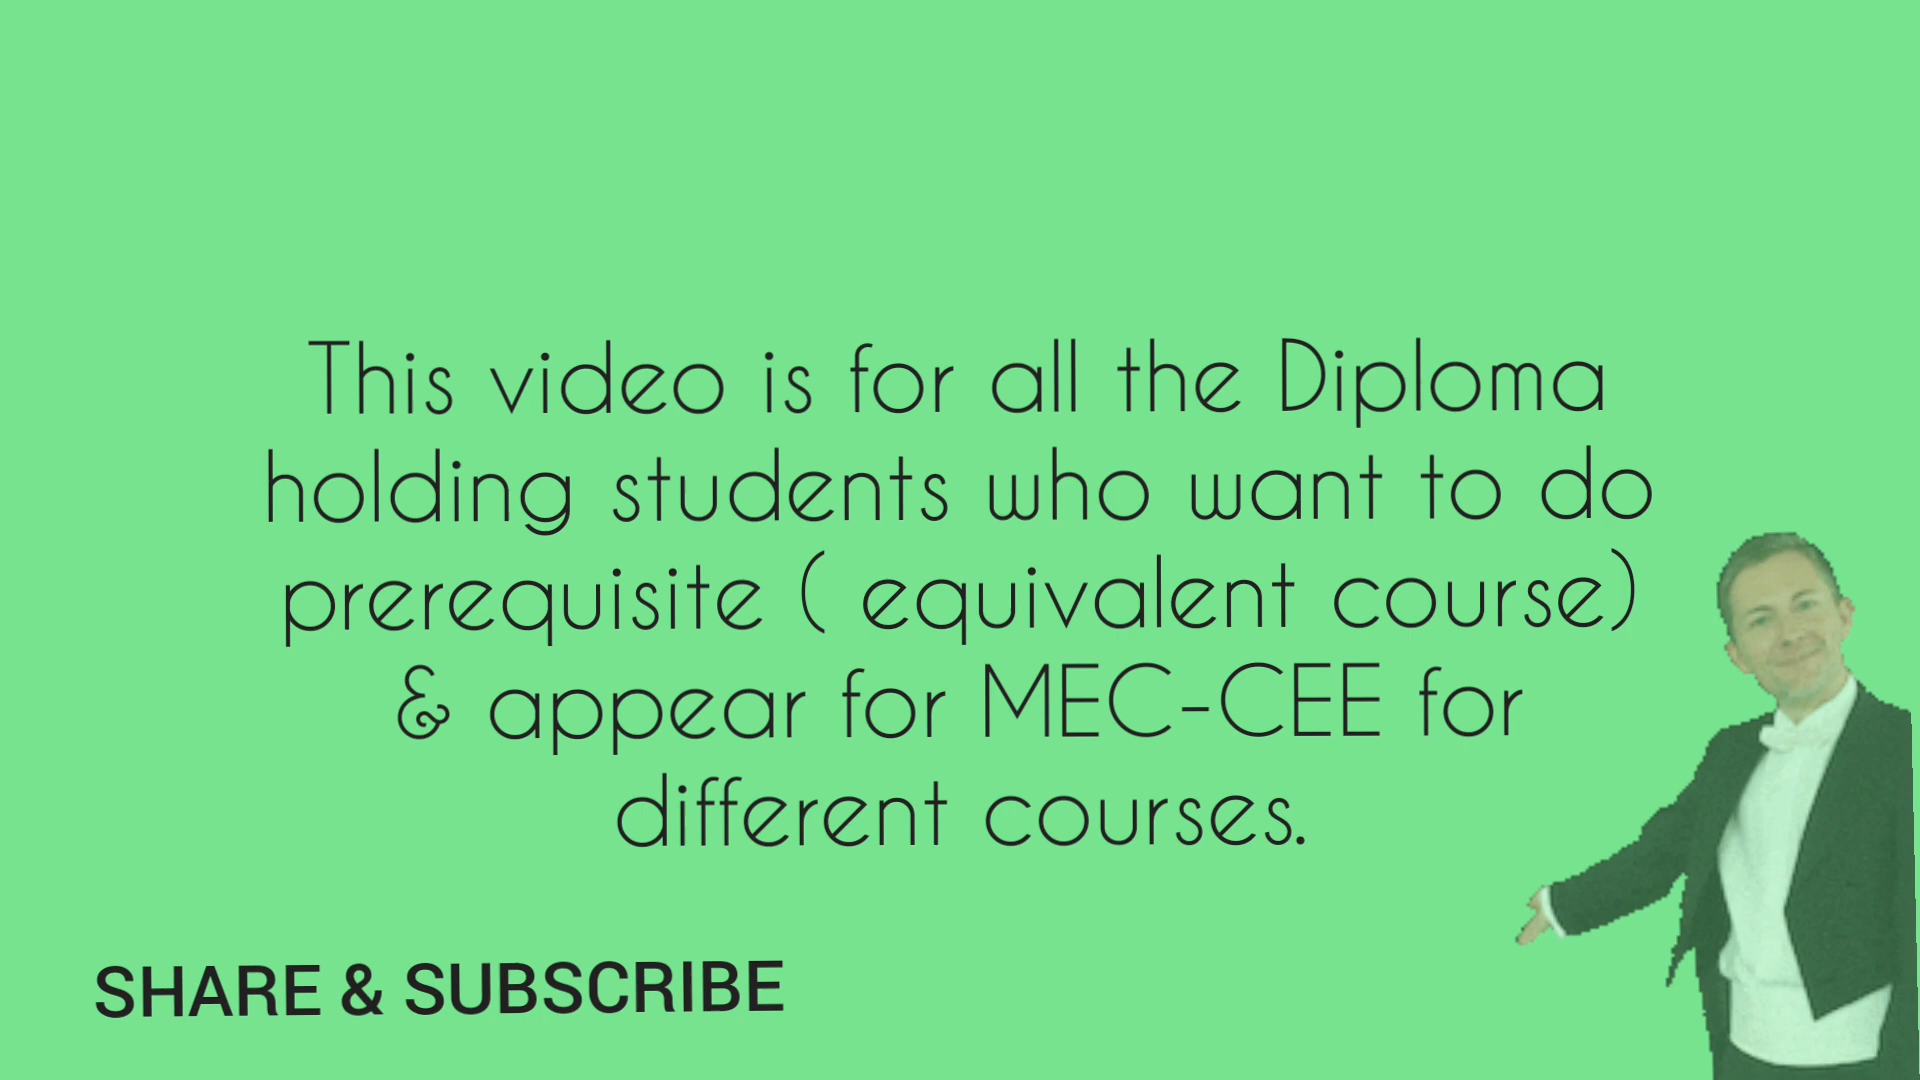 This video is for all the Diploma
holding students who want to do
prerequisite ( equivalent course)
& appear for MEC-CEE for
different courses.
SHARE & SUBSCRIBE